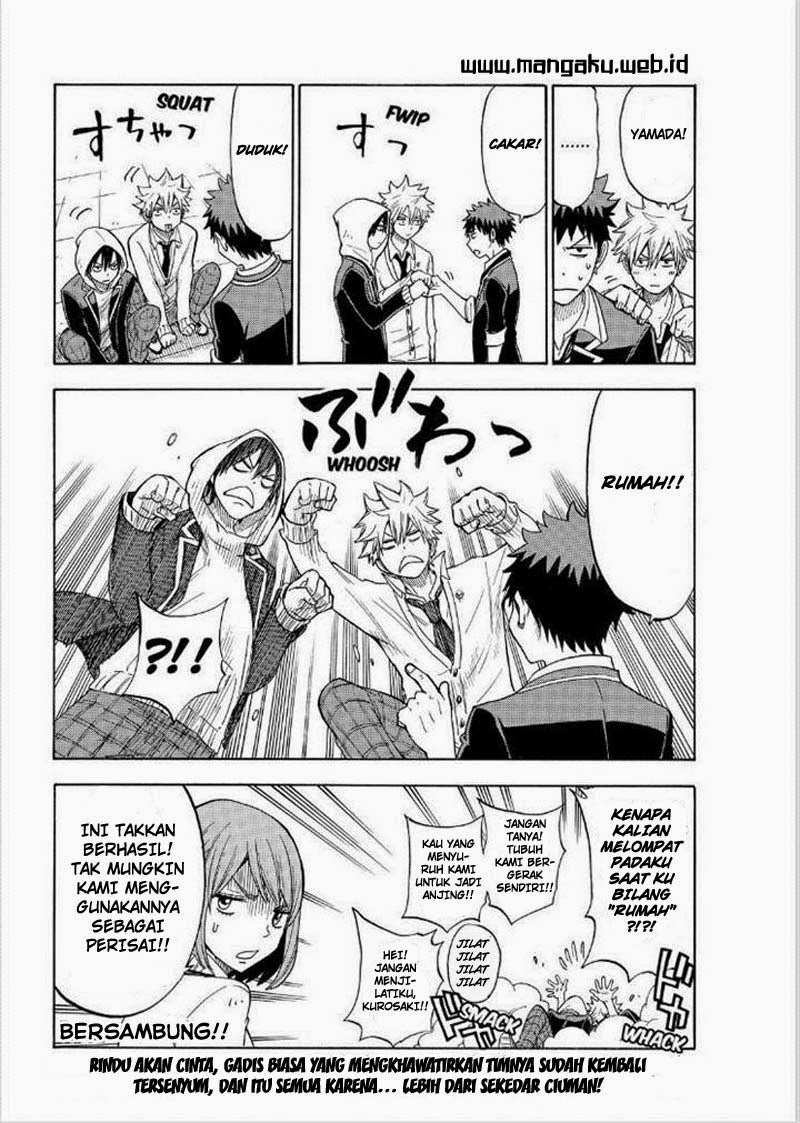 www.mangaku.web.id
YAMADA!
......
CAKAR!
FWIP
すっ
DUDUK!
SQUAT
すちゃっ
RUMAH!!
ぶわっ
WHOOSH
?!!
KENAPA
KALIAN
MELOMPAT
PADAKU
SAAT KU
BILANG
"RUMAH"
?!?!
JANGAN
TANYA!
TUBUH
KAMI BER-
GERAK
SENDIRI!!
KAU YANG
MENYU-
RUH KAMI
UNTUK JADI
ANJING!!
JILAT
JILAT
JILAT
JILAT
HEI!
JANGAN
MENJI-
LATIKU,
KUROSAKI!!
ドカ
WHACK
ドカ
SMACK
INI TAKKAN
BERHASIL!
TAK MUNGKIN
KAMI MENG-
GUNAKANNYA
SEBAGAI
PERISAI!!
BERSAMBUNG!!
RINDU AKAN CINTA, GADIS BIASA YANG MENGKHAWATIRKAN TIMNYA SUDAH KEMBALI
TERSENYUM, DAN ITU SEMUA KARENA... LEBIH DARI SEKEDAR CIUMAN!